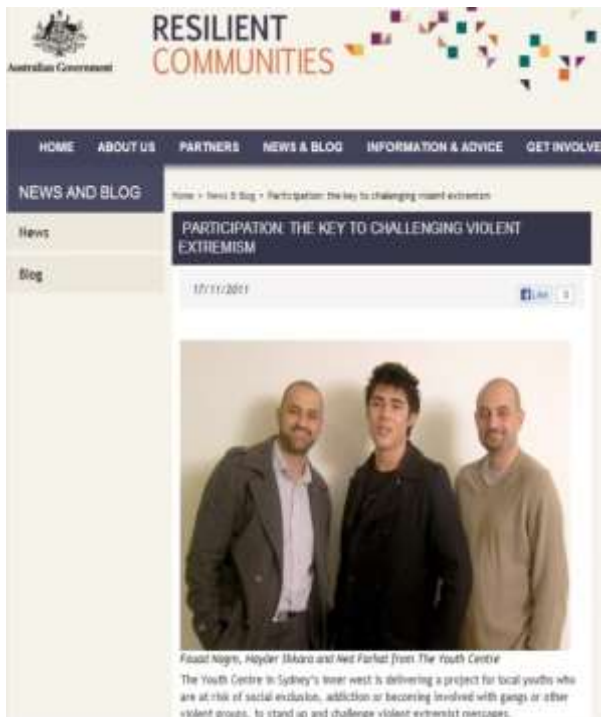 RESILIENT
COMMUNITIES
Australian Government
HOME ABOUT US PARTNERS NEWS & BLOG INFORMATION & ADVICE GET INVOLVE
NEWS AND BLOG
News
Blog
Home > News & Blog > Participation: the key to challenging violent extremism
PARTICIPATION: THE KEY TO CHALLENGING VIOLENT
EXTREMISM
17/11/2011
Like 0
Fouad Nagm, Hayder Shkara and Ned Farhat from The Youth Centre
The Youth Centre in Sydney's inner west is delivering a project for local youths who
are at risk of social exclusion, addiction or becoming involved with gangs or other
violent groups, to stand up and challenge violent extremist messages.